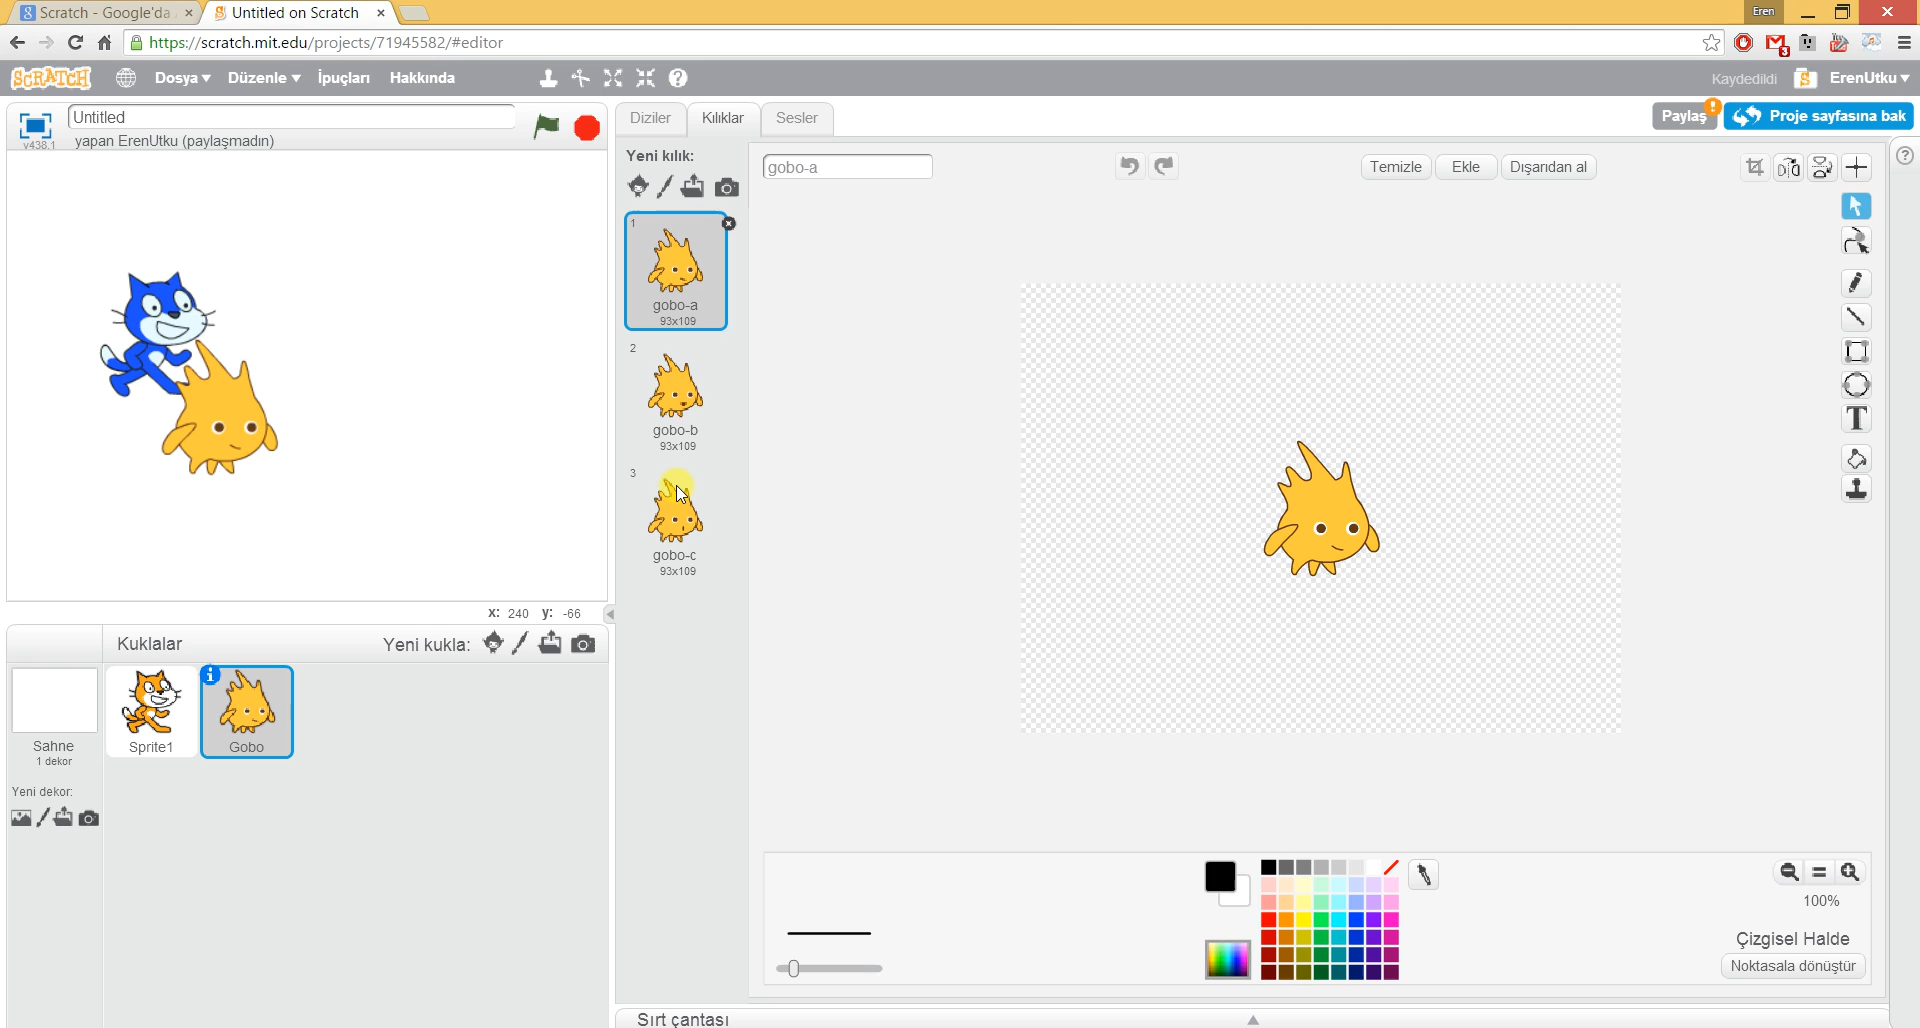 Scratch - Google'da
Untitled on Scratch
Eren
https://scratch.mit.edu/projects/71945582/#editor
3
SCRATCH
Dosya
Düzenle
İpuçları
Hakkında
Kaydedildi
ErenUtku
v438.1
Untitled
yapan ErenUtku (paylaşmadın)
Diziler
Kılıklar
Sesler
Paylaş
Proje sayfasına bak
Yeni kılık:
gobo-a
Temizle
Ekle
Dışarıdan al
1
gobo-a
93x109
2
gobo-b
93x109
3
gobo-c
93x109
T
x: 240 y: -66
Kuklalar
Yeni kukla:
Sprite1
Gobo
Sahne
1 dekor
Yeni dekor:
100%
Çizgisel Halde
Noktasala dönüştür
Sırt çantası